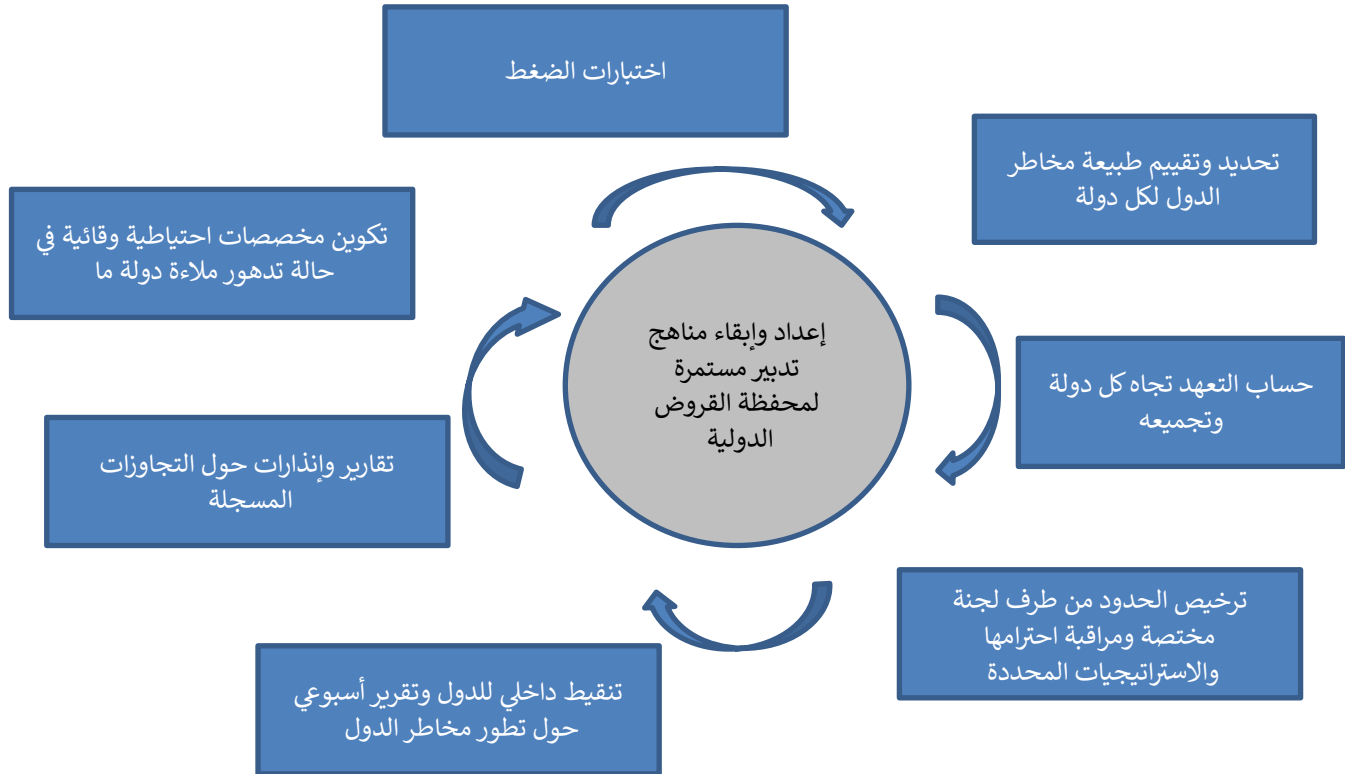 اختبارات الضغط
تحديد وتقييم طبيعة مخاطر
الدول لكل دولة
حساب التعهد تجاه كل دولة
وتجميعه
ترخيص الحدود من طرف لجنة
مختصة ومراقبة احترامها
والاستراتيجيات المحددة
تنقيط داخلي للدول وتقرير أسبوعي
حول تطور مخاطر الدول
تقارير وإنذارات حول التجاوزات
المسجلة
تكوين مخصصات احتياطية وقائية في
حالة تدهور ملاءة دولة ما
إعداد وإبقاء مناهج
تدبير مستمرة
لمحفظة القروض
الدولية